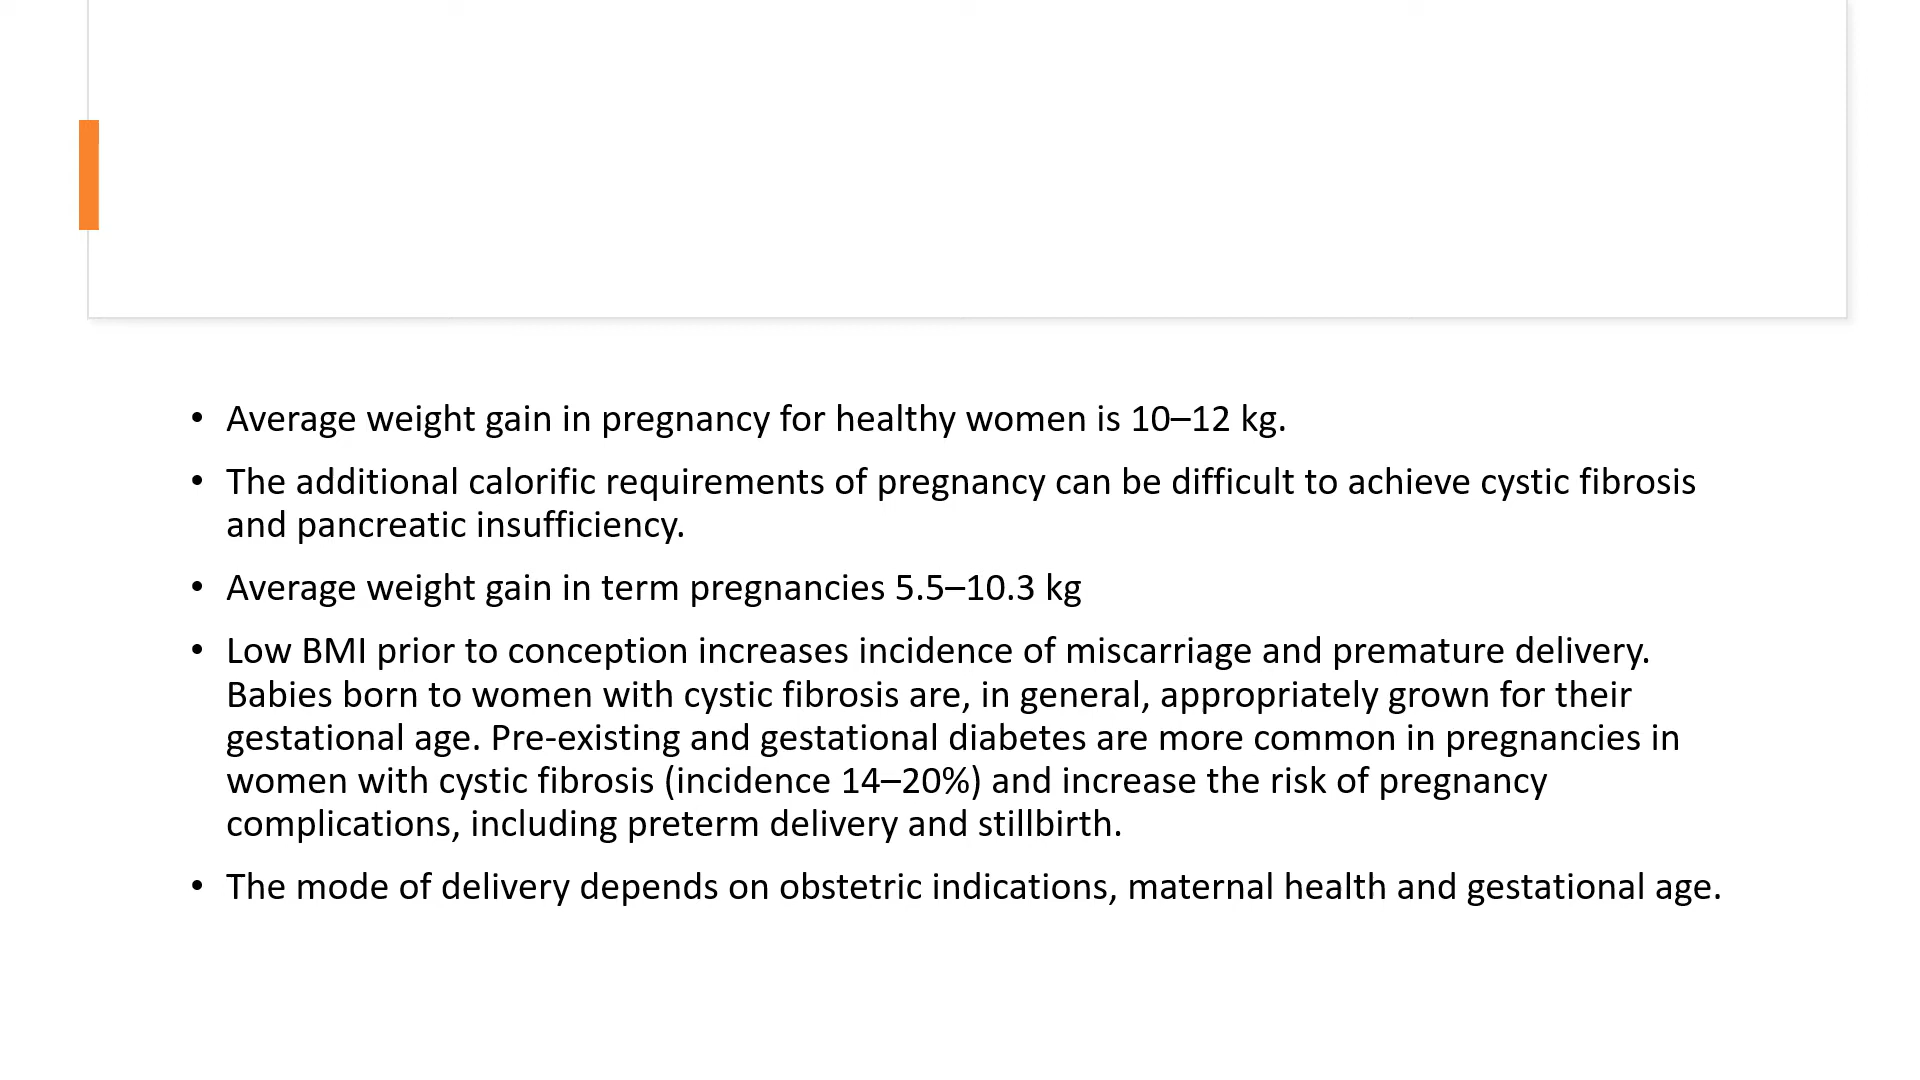 • Average weight gain in pregnancy for healthy women is 10–12 kg.
• The additional calorific requirements of pregnancy can be difficult to achieve cystic fibrosis
and pancreatic insufficiency.
• Average weight gain in term pregnancies 5.5–10.3 kg
• Low BMI prior to conception increases incidence of miscarriage and premature delivery.
Babies born to women with cystic fibrosis are, in general, appropriately grown for their
gestational age. Pre-existing and gestational diabetes are more common in pregnancies in
women with cystic fibrosis (incidence 14–20%) and increase the risk of pregnancy
complications, including preterm delivery and stillbirth.
• The mode of delivery depends on obstetric indications, maternal health and gestational age.